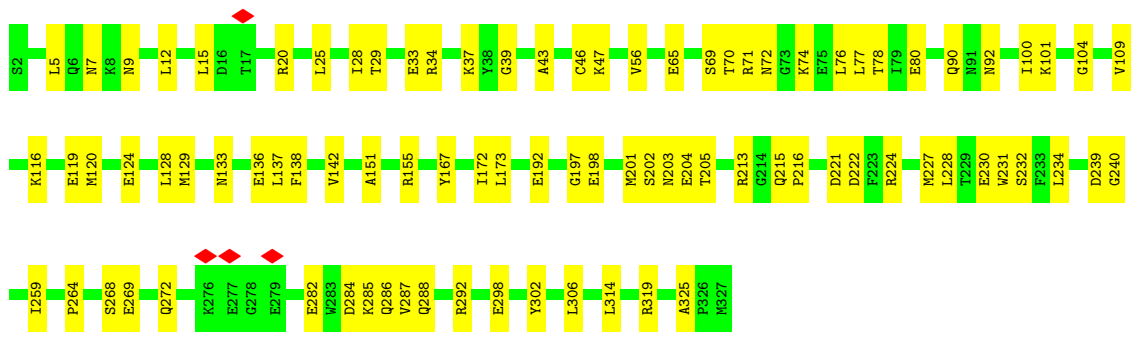 S2 L5 Q6 N7 K8 N9 L12 L15 D16 T17 R20 L25 I28 T29 E33 R34 K37 Y38 G39 A43 C46 K47 V56 E65 S69 T70 R71 N72 G73 K74 E75 L76 L77 T78 I79 E80 Q90 N91 N92 I100 K101 G104 V109
K116 E119 M120 E124 L128 M129 N133 E136 L137 F138 V142 A151 R155 Y167 I172 L173 E192 G197 E198 M201 S202 N203 E204 T205 R213 G214 Q215 P216 D221 D222 F223 R224 M227 L228 T229 E230 W231 S232 F233 L234 D239 G240
I259 P264 S268 E269 Q272 K276 E277 G278 E279 E282 W283 D284 K285 Q286 V287 Q288 R292 E298 Y302 L306 L314 R319 A325 P326 M327